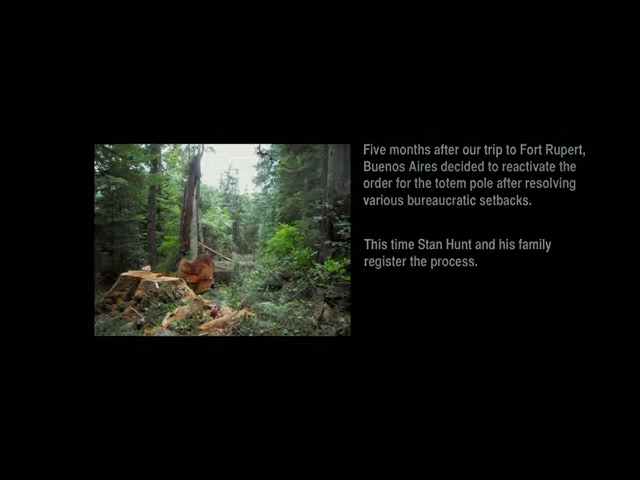 Five months after our trip to Fort Rupert,
Buenos Aires decided to reactivate the
order for the totem pole after resolving
various bureaucratic setbacks.
This time Stan Hunt and his family
register the process.